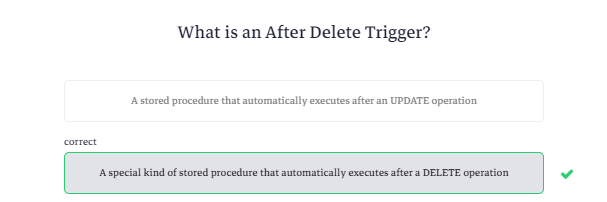 What is an After Delete Trigger?
A stored procedure that automatically executes after an UPDATE operation
correct
A special kind of stored procedure that automatically executes after a DELETE operation